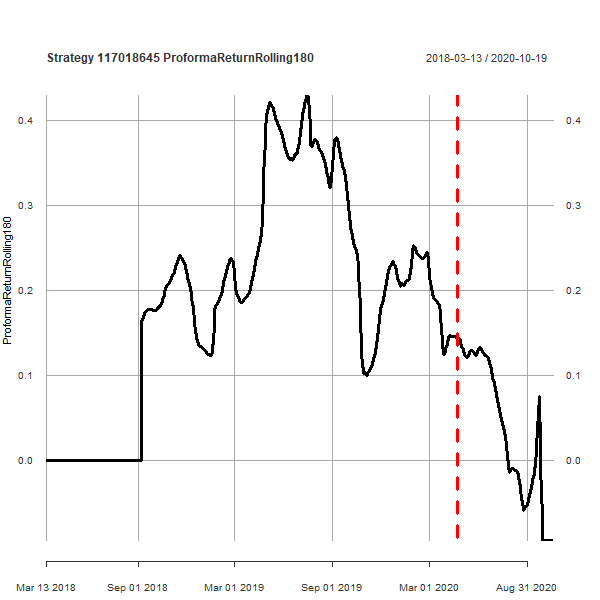 Strategy 117018645 ProformaReturnRolling180
2018-03-13 / 2020-10-19
0.4 0.4
0.3 0.3
0.2 0.2
0.1 0.1
0.0 0.0
ProformaReturnRolling180
Mar 13 2018 Sep 01 2018 Mar 01 2019 Sep 01 2019 Mar 01 2020 Aug 31 2020